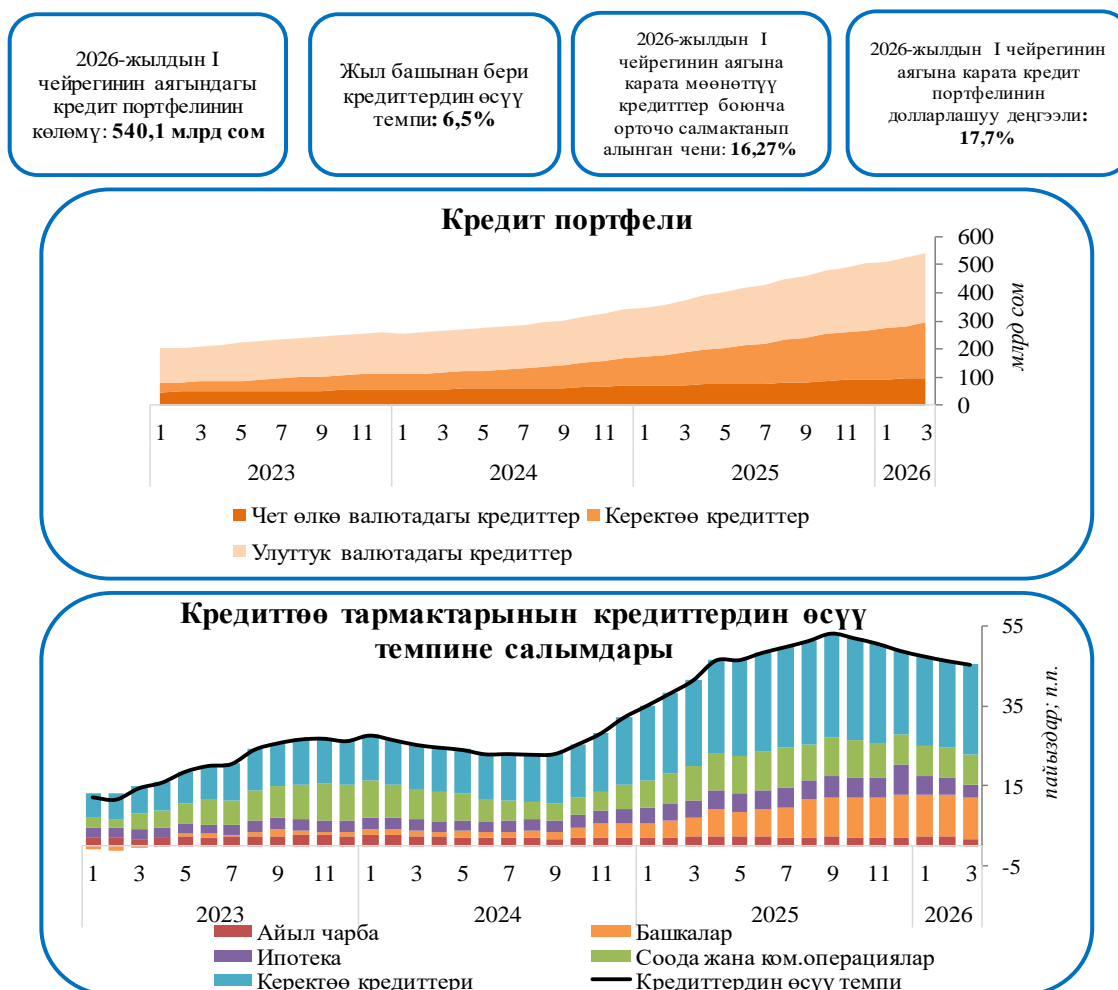 2026-жылдын I
чейрегинин аягындагы
кредит портфелинин
көлөмү: 540,1 млрд сом
Жыл башынан бери
кредиттердин өсүү
темпи: 6,5%
2026-жылдын I
чейрегинин аягына
карата мөөнөттүү
кредитттер боюнча
орточо салмактанып
алынган чени: 16,27%
2026-жылдын I чейрегинин
аягына карата кредит
портфелинин
долларлашуу деңгээли:
17,7%
Кредит портфели
600
500
400
300
200
100
0
млрд сом
1 3 5 7 9 11 1 3 5 7 9 11 1 3 5 7 9 11 1 3
2023 2024 2025 2026
Чет өлкө валютадагы кредиттер Керектөө кредиттер
Улуттук валютадагы кредиттер
Кредиттөө тармактарынын кредиттердин өсүү
темпине салымдары
55
35
15
-5
пайыздар; п.п.
1 3 5 7 9 11 1 3 5 7 9 11 1 3 5 7 9 11 1 3
2023 2024 2025 2026
Айыл чарба Башкалар
Ипотека Соода жана ком.операциялар
Керектөө кредиттери Кредиттердин өсүү темпи